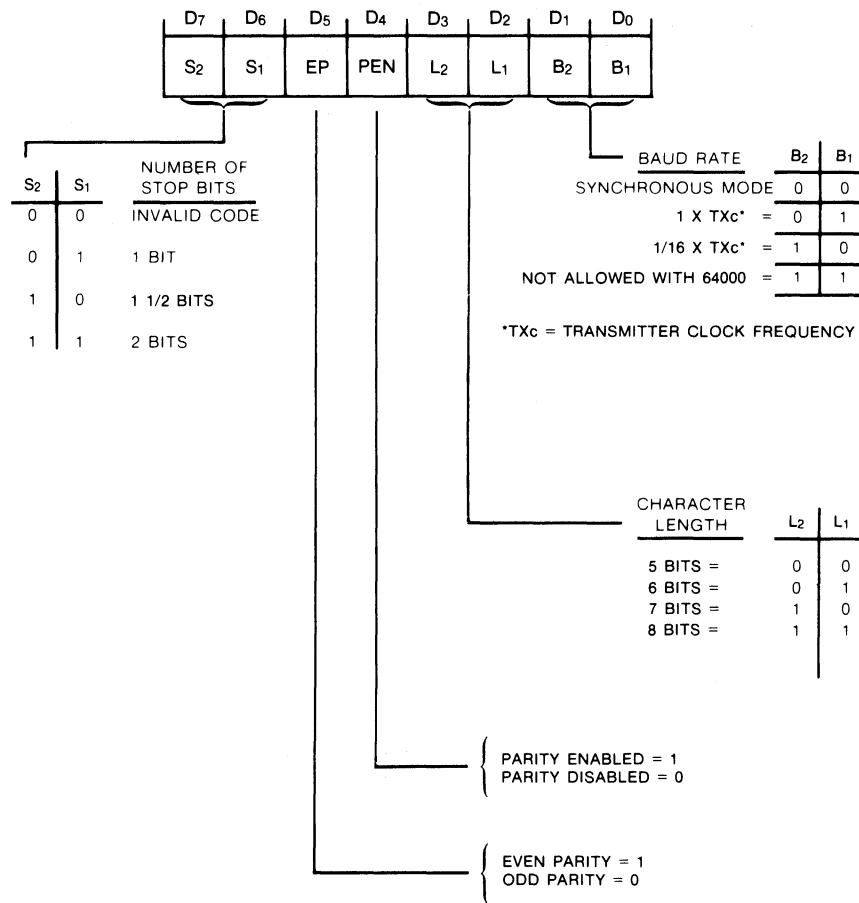 D7 D6 D5 D4 D3 D2 D1 D0
S2 S1 EP PEN L2 L1 B2 B1
S2 S1 NUMBER OF STOP BITS
0 0 INVALID CODE
0 1 1 BIT
1 0 1 1/2 BITS
1 1 2 BITS
BAUD RATE B2 B1
SYNCHRONOUS MODE 0 0
1 X TXc* = 0 1
1/16 X TXc* = 1 0
NOT ALLOWED WITH 64000 = 1 1
*TXc = TRANSMITTER CLOCK FREQUENCY
CHARACTER
LENGTH L2 L1
5 BITS = 0 0
6 BITS = 0 1
7 BITS = 1 0
8 BITS = 1 1
PARITY ENABLED = 1
PARITY DISABLED = 0
EVEN PARITY = 1
ODD PARITY = 0